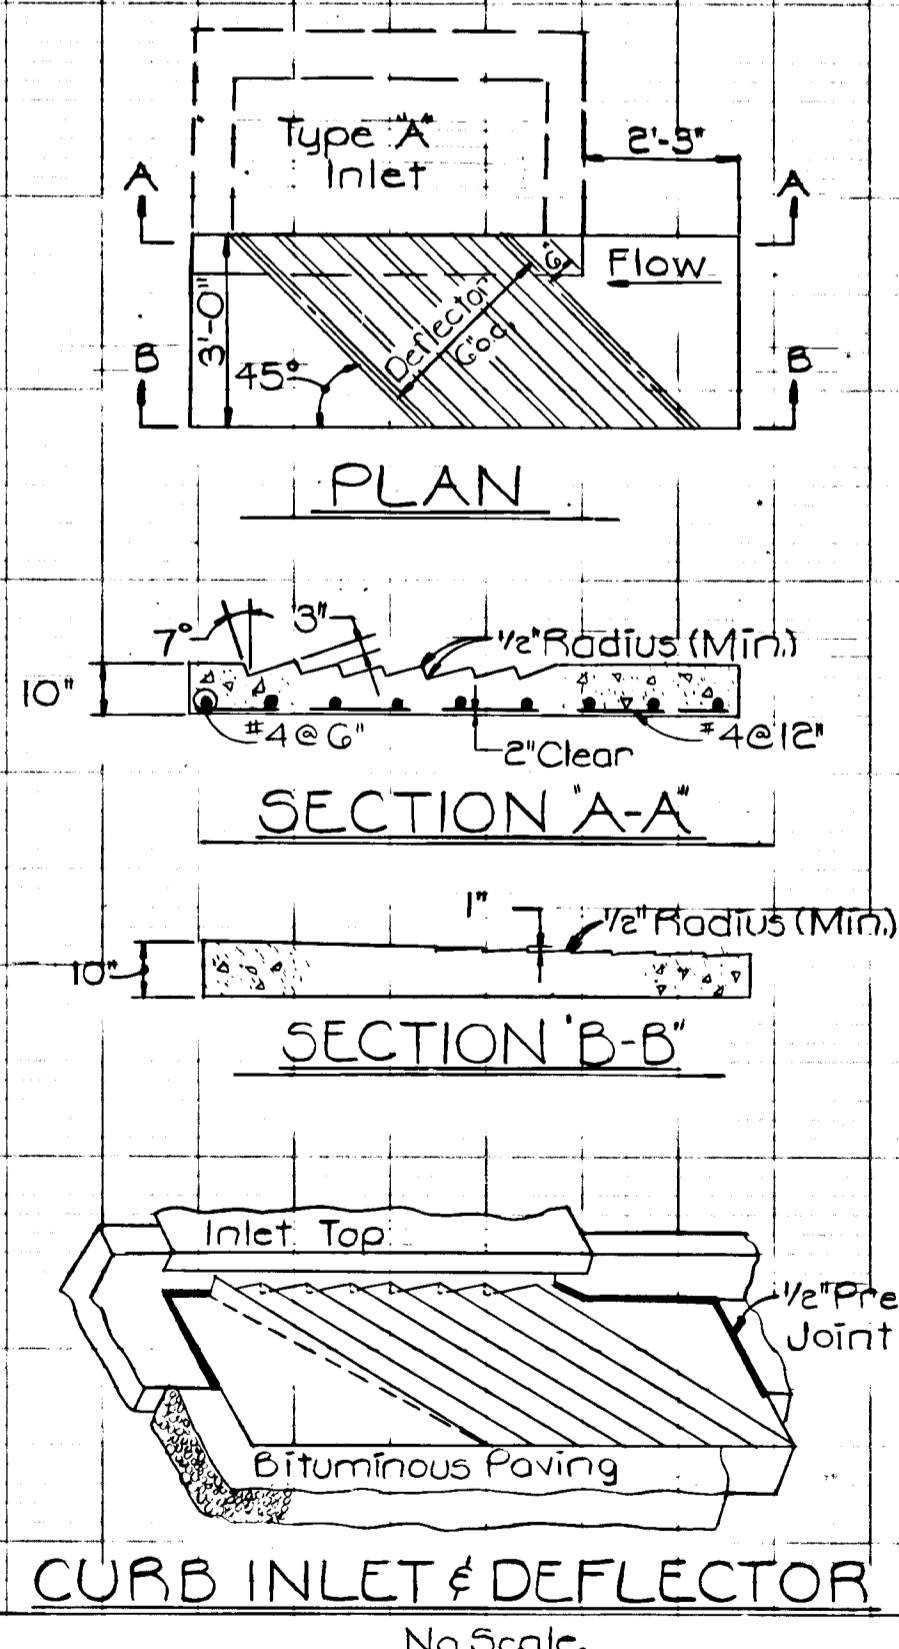 Type "A"
Inlet
2'-3"
A
A
Flow
6"
3'-0"
Deflector
B
B
45°
PLAN
7°
3"
1/2" Radius (Min.)
10"
#4 @ 6"
#4 @ 12"
2" Clear
SECTION "A-A"
1"
1/2" Radius (Min.)
10"
SECTION "B-B"
Inlet Top
1/2" Pre
Joint
Bituminous Paving
CURB INLET & DEFLECTOR
No Scale.